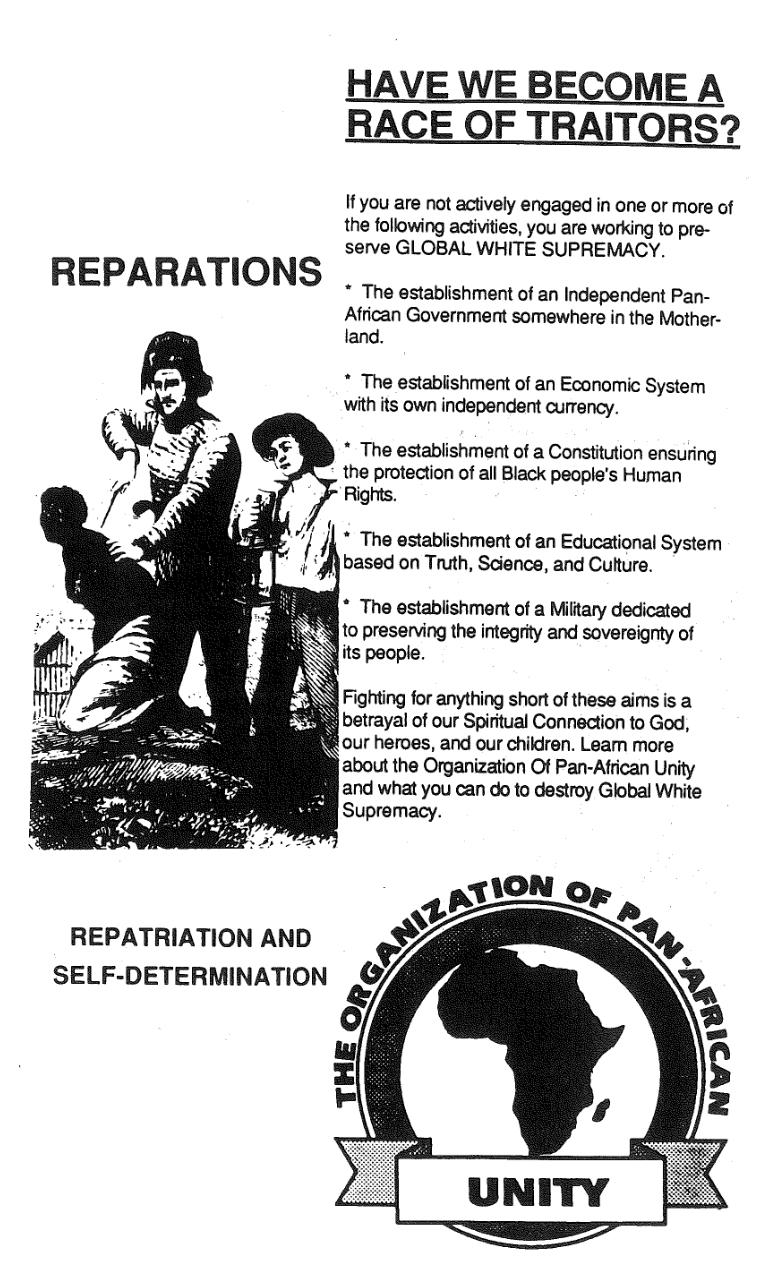 HAVE WE BECOME A
RACE OF TRAITORS?
If you are not actively engaged in one or more of
the following activities, you are working to pre-
serve GLOBAL WHITE SUPREMACY.
* The establishment of an Independent Pan-
African Government somewhere in the Mother-
land.
* The establishment of an Economic System
with its own independent currency.
* The establishment of a Constitution ensuring
the protection of all Black people's Human
Rights.
* The establishment of an Educational System
based on Truth, Science, and Culture.
* The establishment of a Military dedicated
to preserving the integrity and sovereignty of
its people.
Fighting for anything short of these aims is a
betrayal of our Spiritual Connection to God,
our heroes, and our children. Learn more
about the Organization Of Pan-African Unity
and what you can do to destroy Global White
Supremacy.
REPARATIONS
REPATRIATION AND
SELF-DETERMINATION
THE ORGANIZATION OF PAN-AFRICAN
UNITY